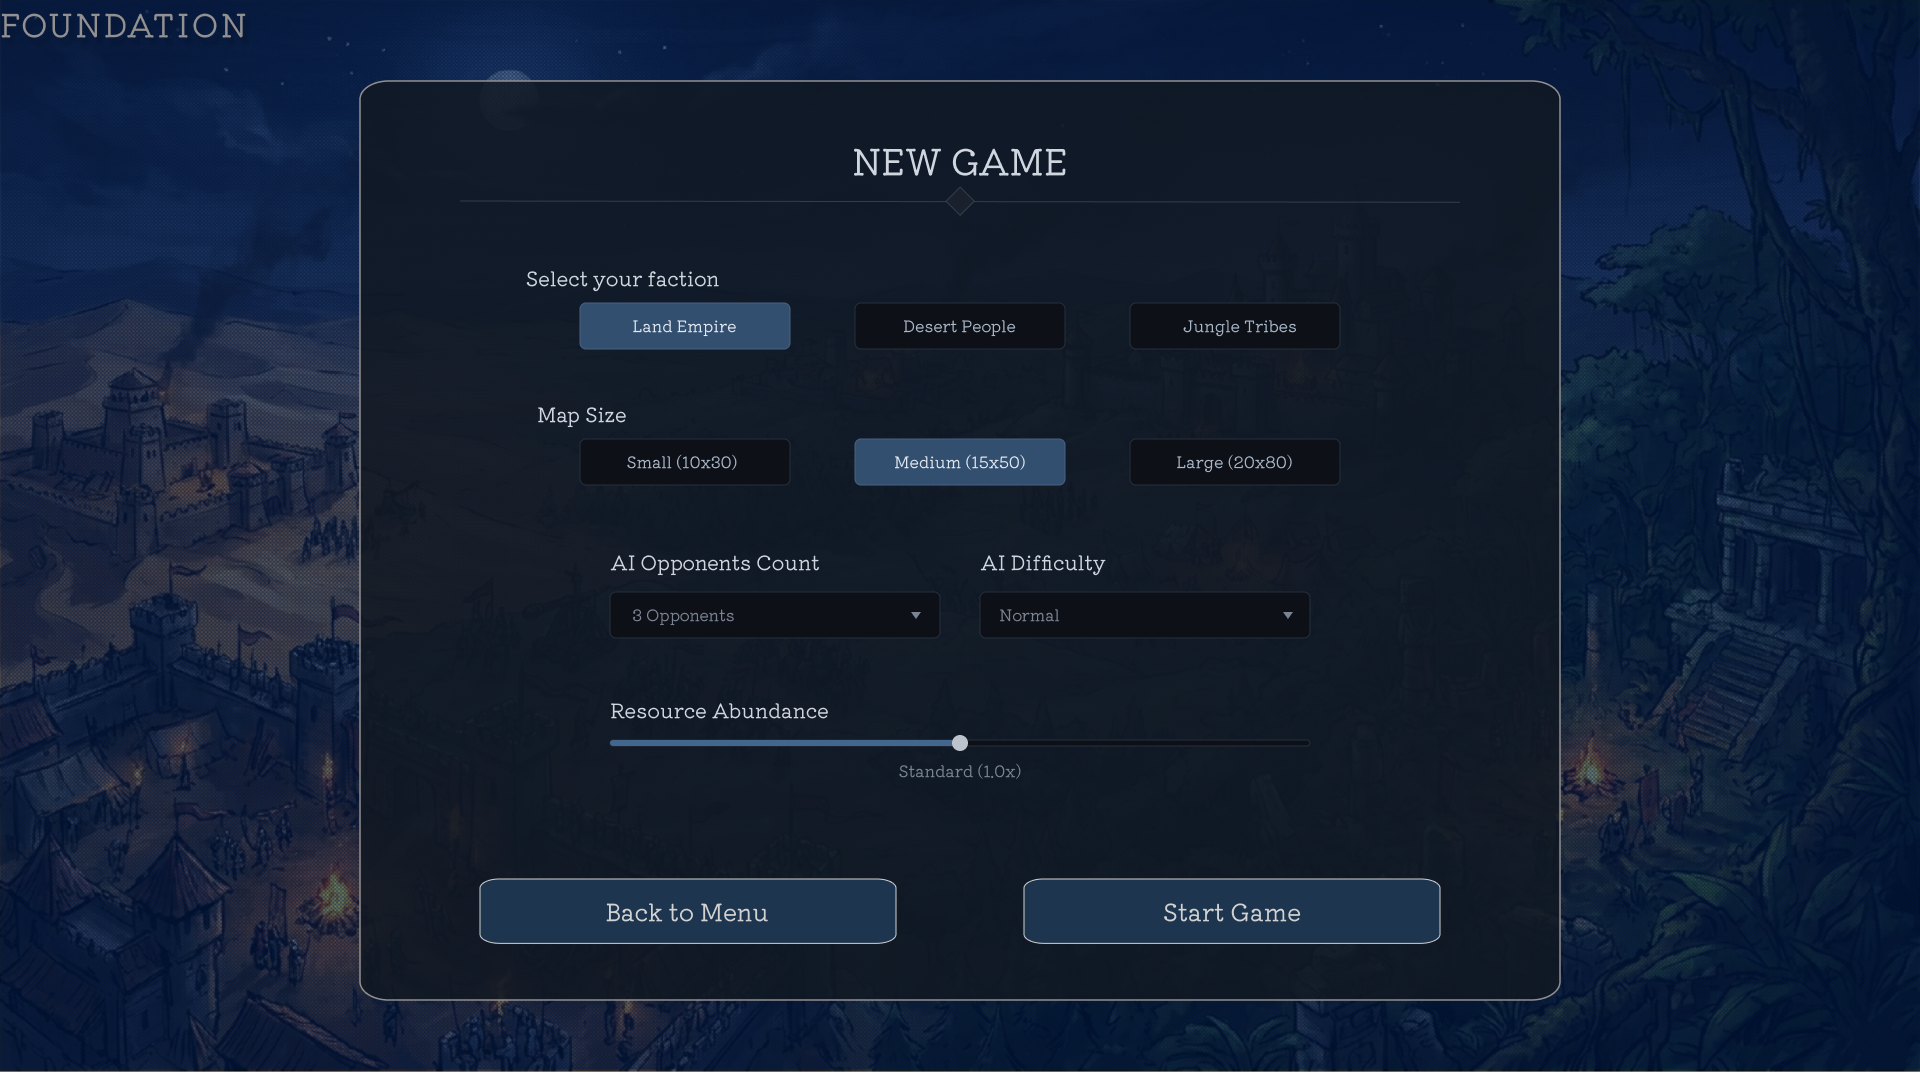 FOUNDATION
NEW GAME
Select your faction
Land Empire
Desert People
Jungle Tribes
Map Size
Small (10x30)
Medium (15x50)
Large (20x80)
AI Opponents Count
AI Difficulty
3 Opponents
Normal
Resource Abundance
Standard (1.0x)
Back to Menu
Start Game